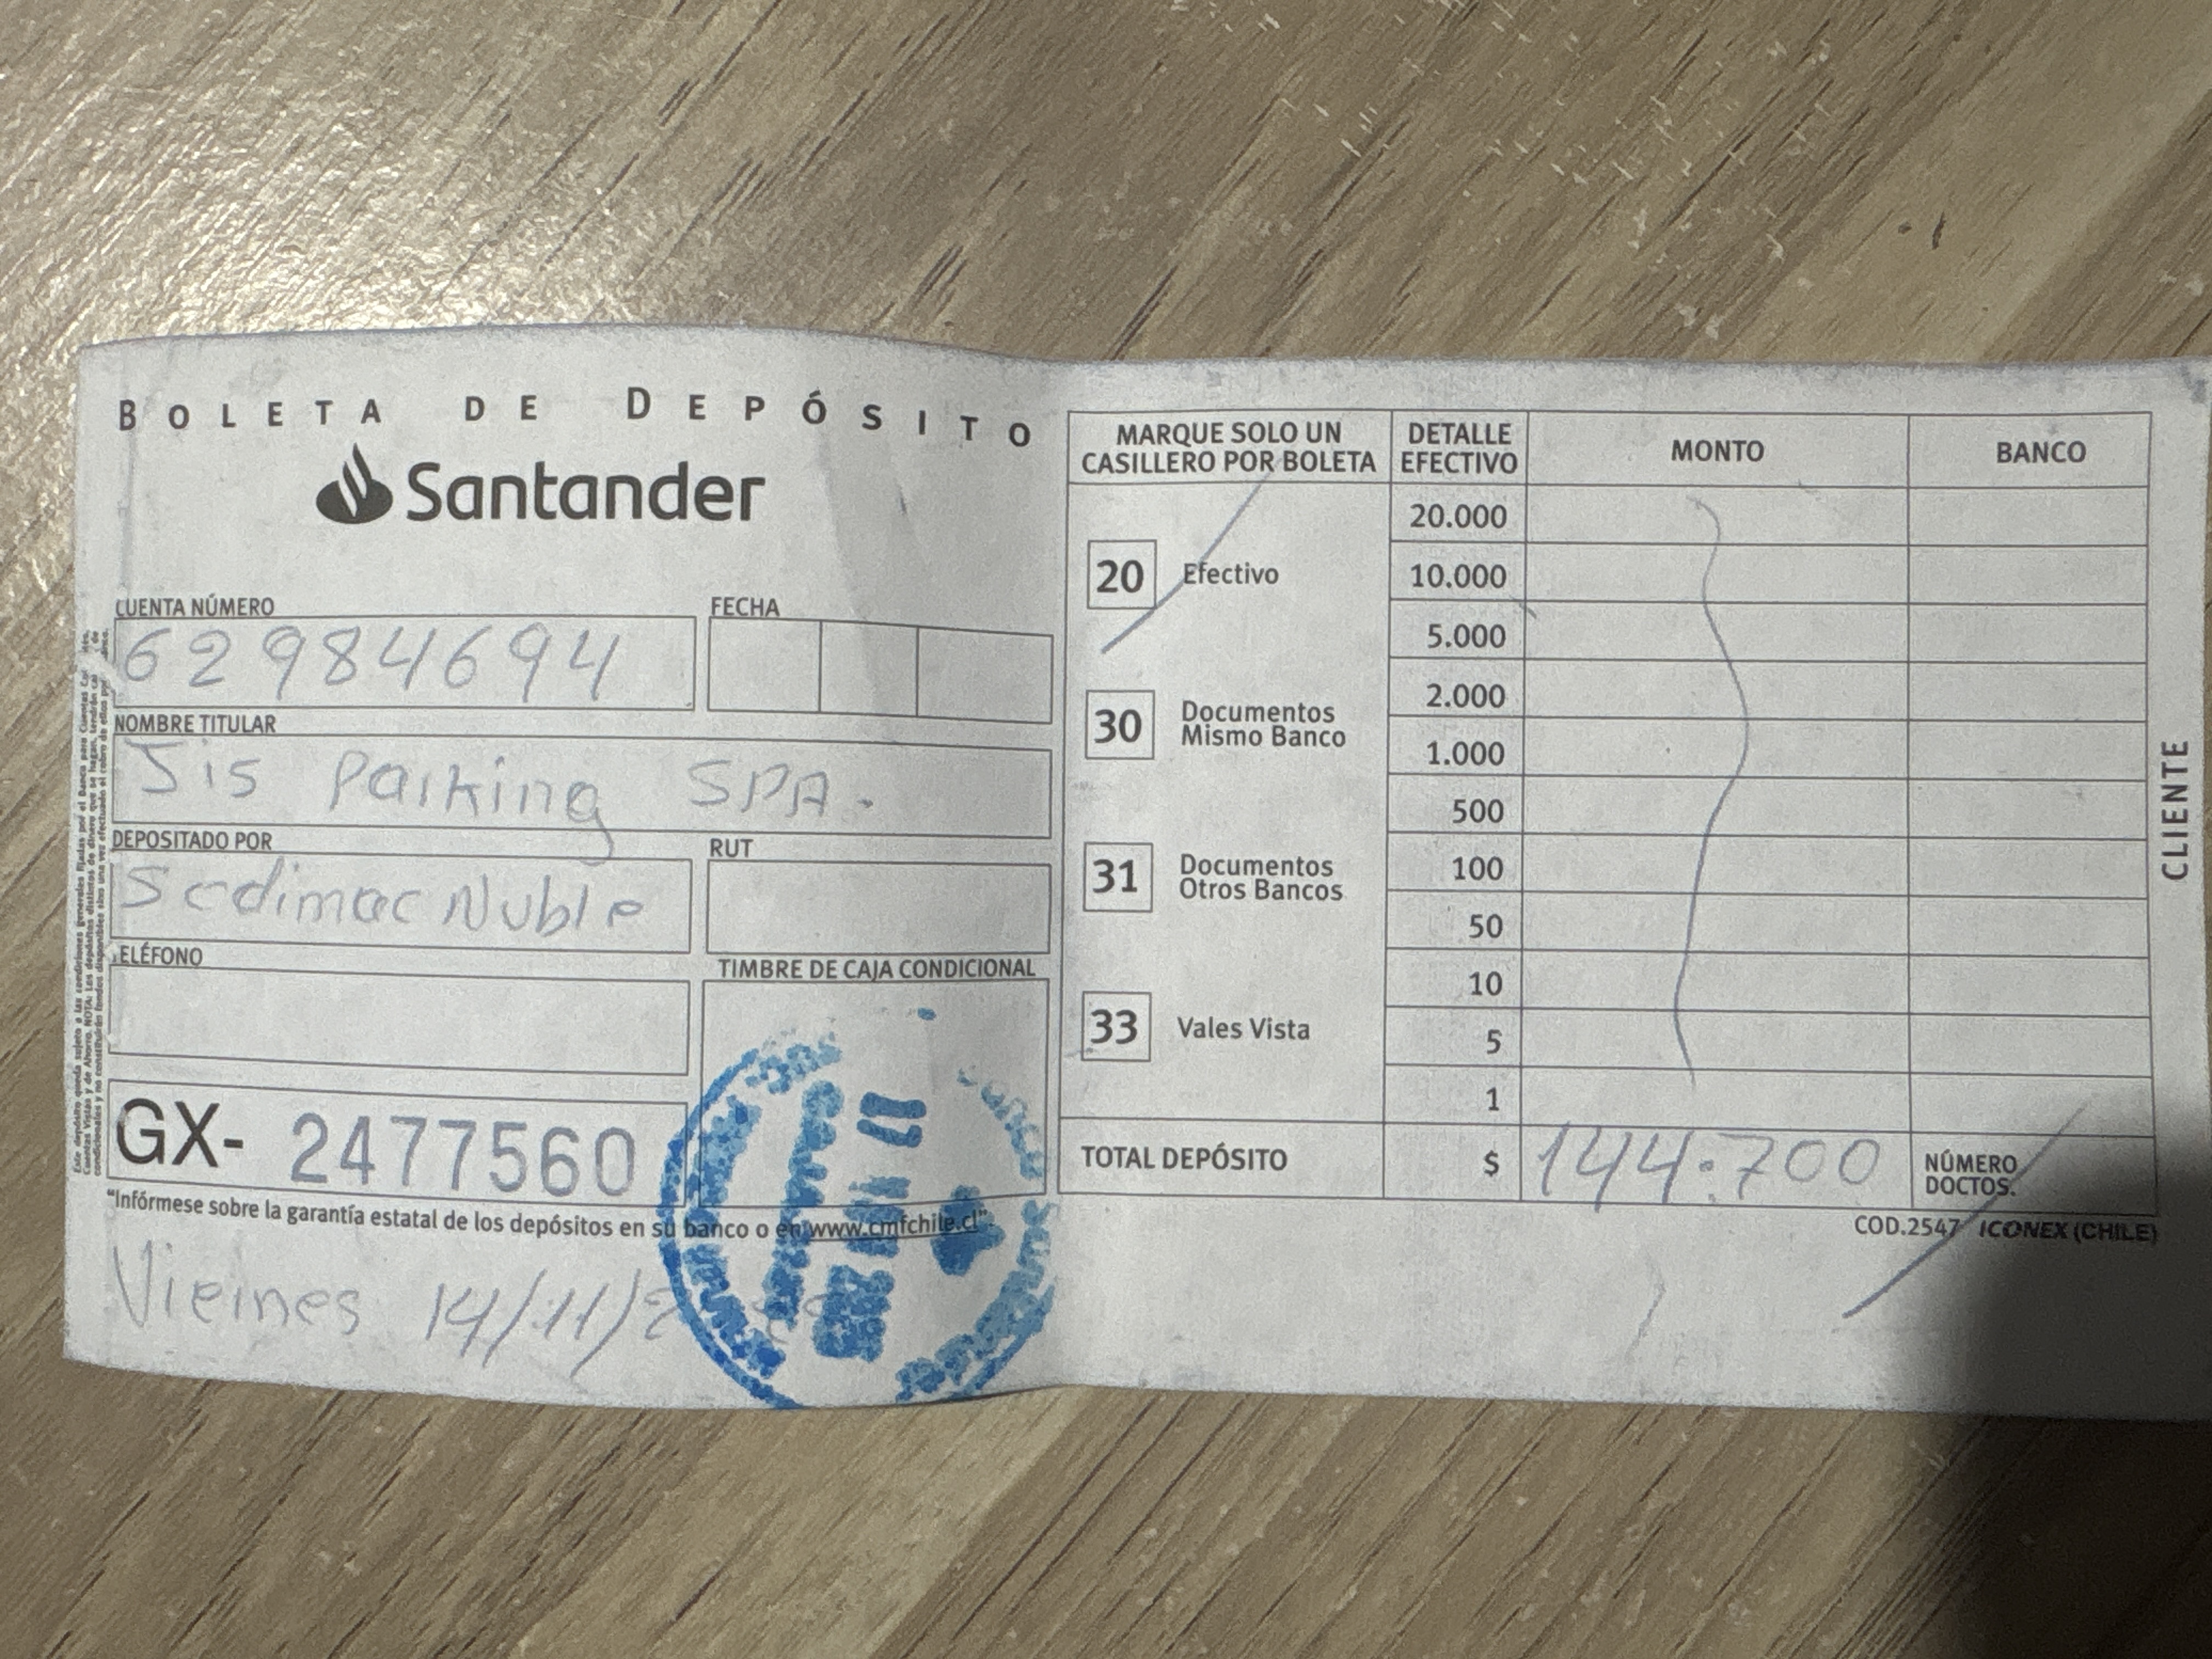 BOLETA DE DEPÓSITO
Santander
CUENTA NÚMERO
62984694
FECHA
NOMBRE TITULAR
Jis Parking SPA.
DEPOSITADO POR
Sodimac Nuble
RUT
TELÉFONO
TIMBRE DE CAJA CONDICIONAL
GX- 2477560
"Infórmese sobre la garantía estatal de los depósitos en su banco o en www.cmfchile.cl".
Viernes 14/11/2
17
MARQUE SOLO UN
CASILLERO POR BOLETA
20 Efectivo
30 Documentos
Mismo Banco
31 Documentos
Otros Bancos
33 Vales Vista
DETALLE
EFECTIVO
MONTO
BANCO
20.000
10.000
5.000
2.000
1.000
500
100
50
10
5
1
TOTAL DEPÓSITO $ 144.700
NÚMERO
DOCTOS.
COD.2547 ICONEX (CHILE)
CLIENTE